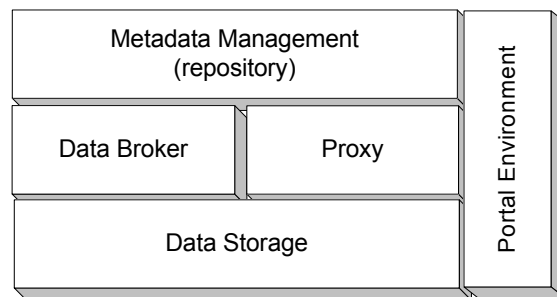 Metadata Management
(repository)
Data Broker
Proxy
Data Storage
Portal Environment